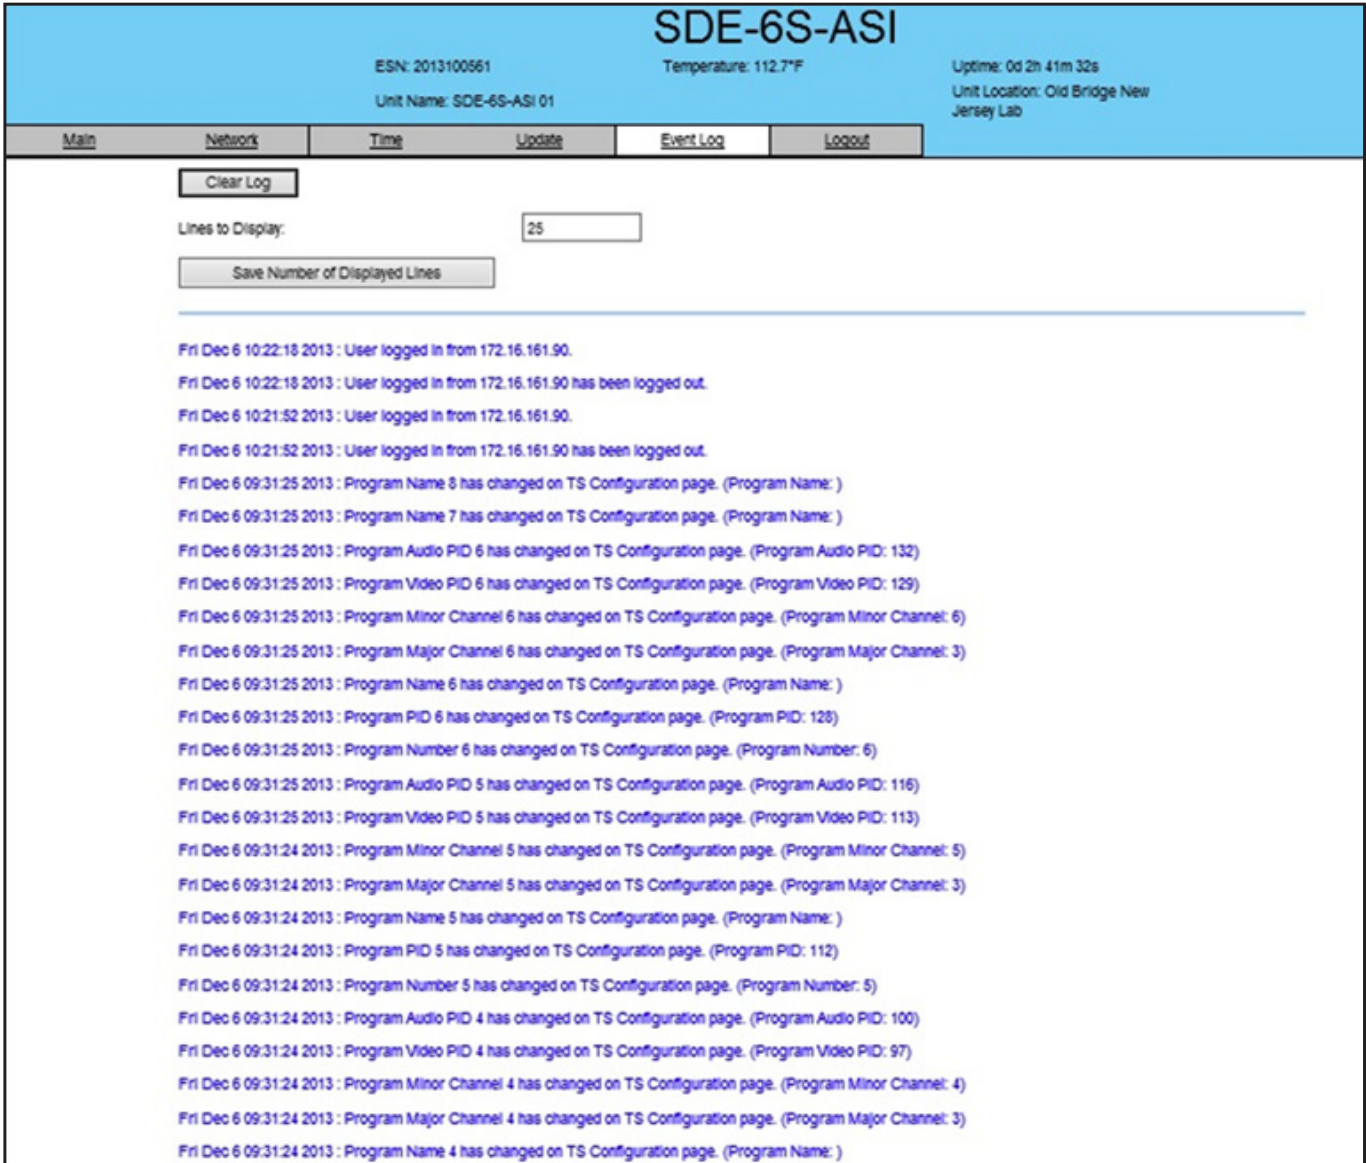 SDE-6S-ASI
ESN: 2013100561
Temperature: 112.7°F
Uptime: 0d 2h 41m 32s
Unit Name: SDE-6S-ASI 01
Unit Location: Old Bridge New
Jersey Lab
Main Network Time Update Event Log Logout
Clear Log
Lines to Display: 25
Save Number of Displayed Lines
Fri Dec 6 10:22:18 2013 : User logged in from 172.16.161.90.
Fri Dec 6 10:22:18 2013 : User logged in from 172.16.161.90 has been logged out.
Fri Dec 6 10:21:52 2013 : User logged in from 172.16.161.90.
Fri Dec 6 10:21:52 2013 : User logged in from 172.16.161.90 has been logged out.
Fri Dec 6 09:31:25 2013 : Program Name 8 has changed on TS Configuration page. (Program Name: )
Fri Dec 6 09:31:25 2013 : Program Name 7 has changed on TS Configuration page. (Program Name: )
Fri Dec 6 09:31:25 2013 : Program Audio PID 6 has changed on TS Configuration page. (Program Audio PID: 132)
Fri Dec 6 09:31:25 2013 : Program Video PID 6 has changed on TS Configuration page. (Program Video PID: 129)
Fri Dec 6 09:31:25 2013 : Program Minor Channel 6 has changed on TS Configuration page. (Program Minor Channel: 6)
Fri Dec 6 09:31:25 2013 : Program Major Channel 6 has changed on TS Configuration page. (Program Major Channel: 3)
Fri Dec 6 09:31:25 2013 : Program Name 6 has changed on TS Configuration page. (Program Name: )
Fri Dec 6 09:31:25 2013 : Program PID 6 has changed on TS Configuration page. (Program PID: 128)
Fri Dec 6 09:31:25 2013 : Program Number 6 has changed on TS Configuration page. (Program Number: 6)
Fri Dec 6 09:31:25 2013 : Program Audio PID 5 has changed on TS Configuration page. (Program Audio PID: 116)
Fri Dec 6 09:31:25 2013 : Program Video PID 5 has changed on TS Configuration page. (Program Video PID: 113)
Fri Dec 6 09:31:24 2013 : Program Minor Channel 5 has changed on TS Configuration page. (Program Minor Channel: 5)
Fri Dec 6 09:31:24 2013 : Program Major Channel 5 has changed on TS Configuration page. (Program Major Channel: 3)
Fri Dec 6 09:31:24 2013 : Program Name 5 has changed on TS Configuration page. (Program Name: )
Fri Dec 6 09:31:24 2013 : Program PID 5 has changed on TS Configuration page. (Program PID: 112)
Fri Dec 6 09:31:24 2013 : Program Number 5 has changed on TS Configuration page. (Program Number: 5)
Fri Dec 6 09:31:24 2013 : Program Audio PID 4 has changed on TS Configuration page. (Program Audio PID: 100)
Fri Dec 6 09:31:24 2013 : Program Video PID 4 has changed on TS Configuration page. (Program Video PID: 97)
Fri Dec 6 09:31:24 2013 : Program Minor Channel 4 has changed on TS Configuration page. (Program Minor Channel: 4)
Fri Dec 6 09:31:24 2013 : Program Major Channel 4 has changed on TS Configuration page. (Program Major Channel: 3)
Fri Dec 6 09:31:24 2013 : Program Name 4 has changed on TS Configuration page. (Program Name: )